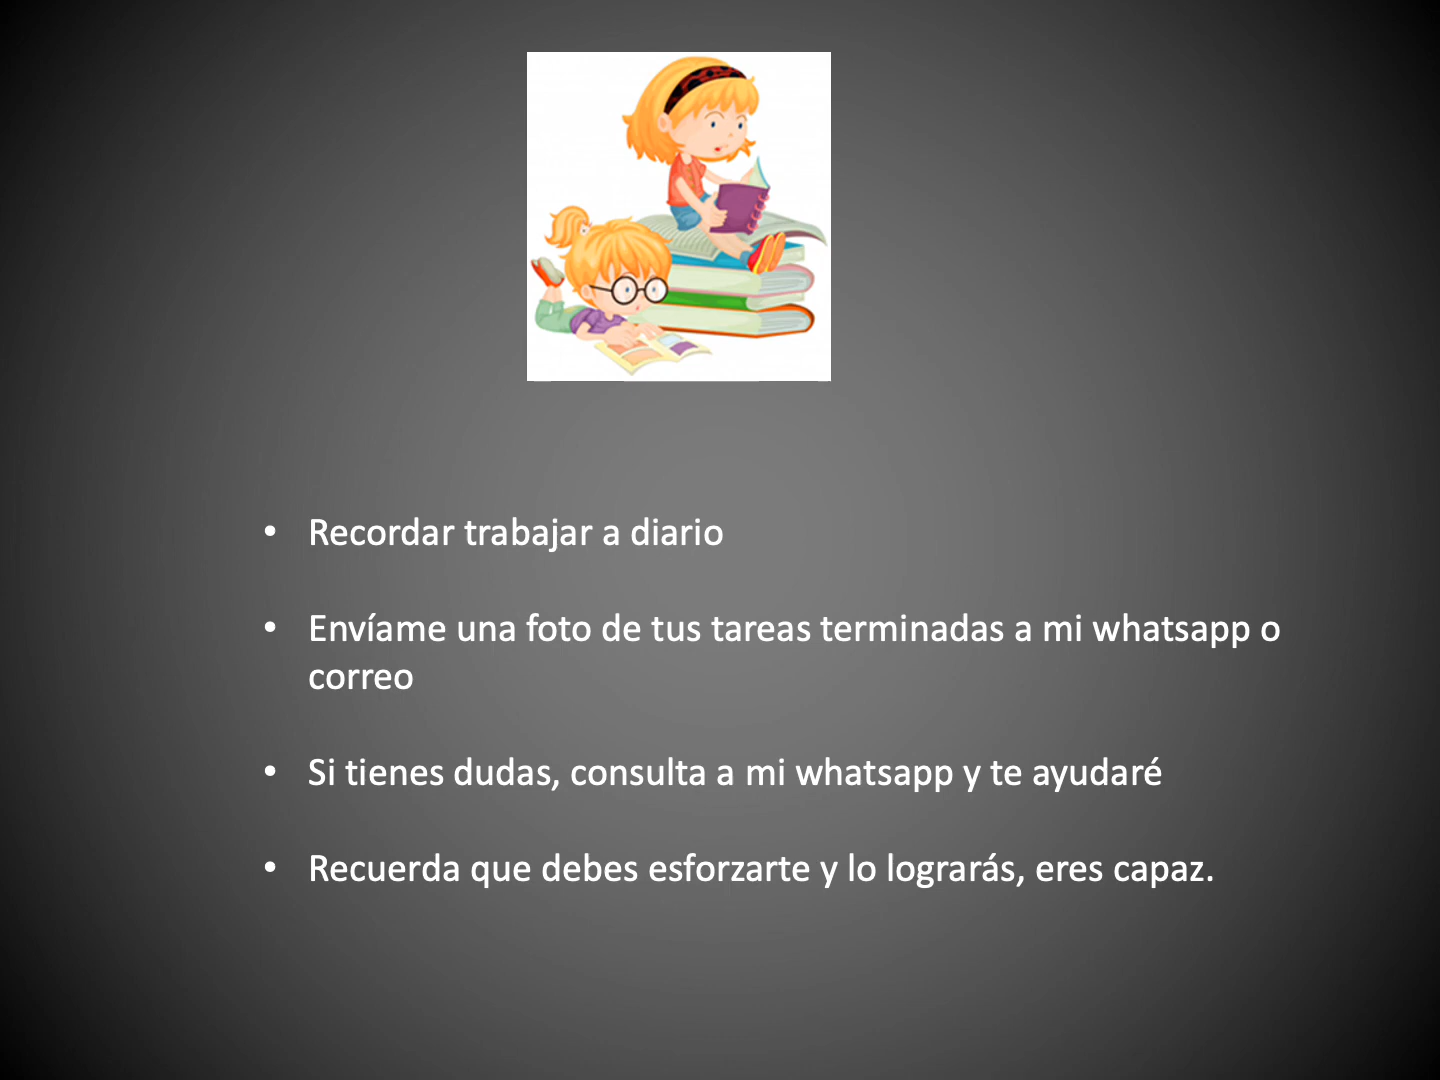 • Recordar trabajar a diario
• Envíame una foto de tus tareas terminadas a mi whatsapp o
correo
• Si tienes dudas, consulta a mi whatsapp y te ayudaré
• Recuerda que debes esforzarte y lo lograrás, eres capaz.